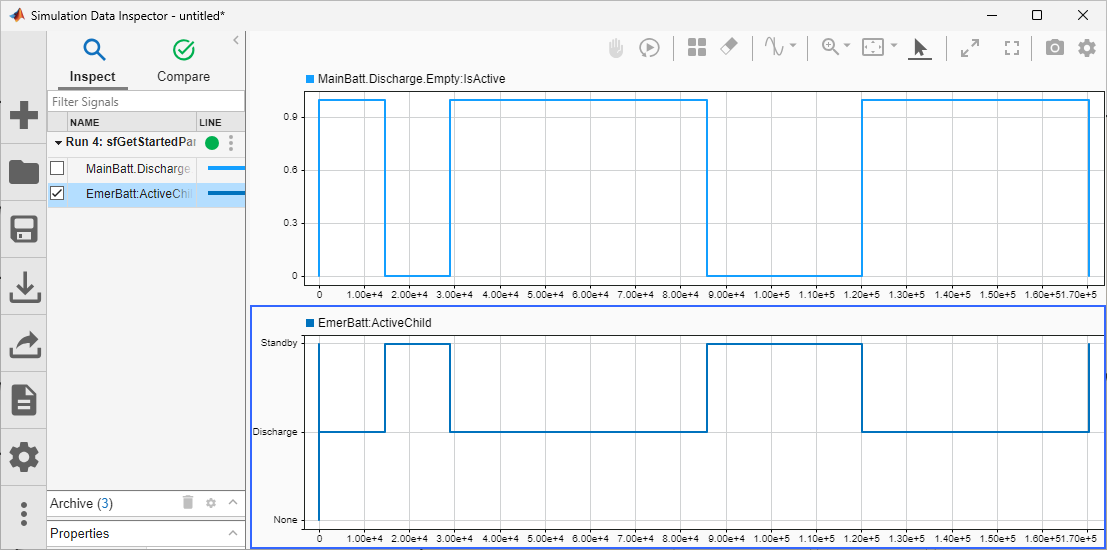 Simulation Data Inspector - untitled*
Inspect
Compare
Filter Signals
NAME
LINE
Run 4: sfGetStartedPar
MainBatt.Discharge
EmerBatt:ActiveChil
Archive (3)
Properties
MainBatt.Discharge.Empty:IsActive
0.9
0.6
0.3
0
0 1.00e+4 2.00e+4 3.00e+4 4.00e+4 5.00e+4 6.00e+4 7.00e+4 8.00e+4 9.00e+4 1.00e+5 1.10e+5 1.20e+5 1.30e+5 1.40e+5 1.50e+5 1.60e+5 1.70e+5
EmerBatt:ActiveChild
Standby
Discharge
None
0 1.00e+4 2.00e+4 3.00e+4 4.00e+4 5.00e+4 6.00e+4 7.00e+4 8.00e+4 9.00e+4 1.00e+5 1.10e+5 1.20e+5 1.30e+5 1.40e+5 1.50e+5 1.60e+5 1.70e+5